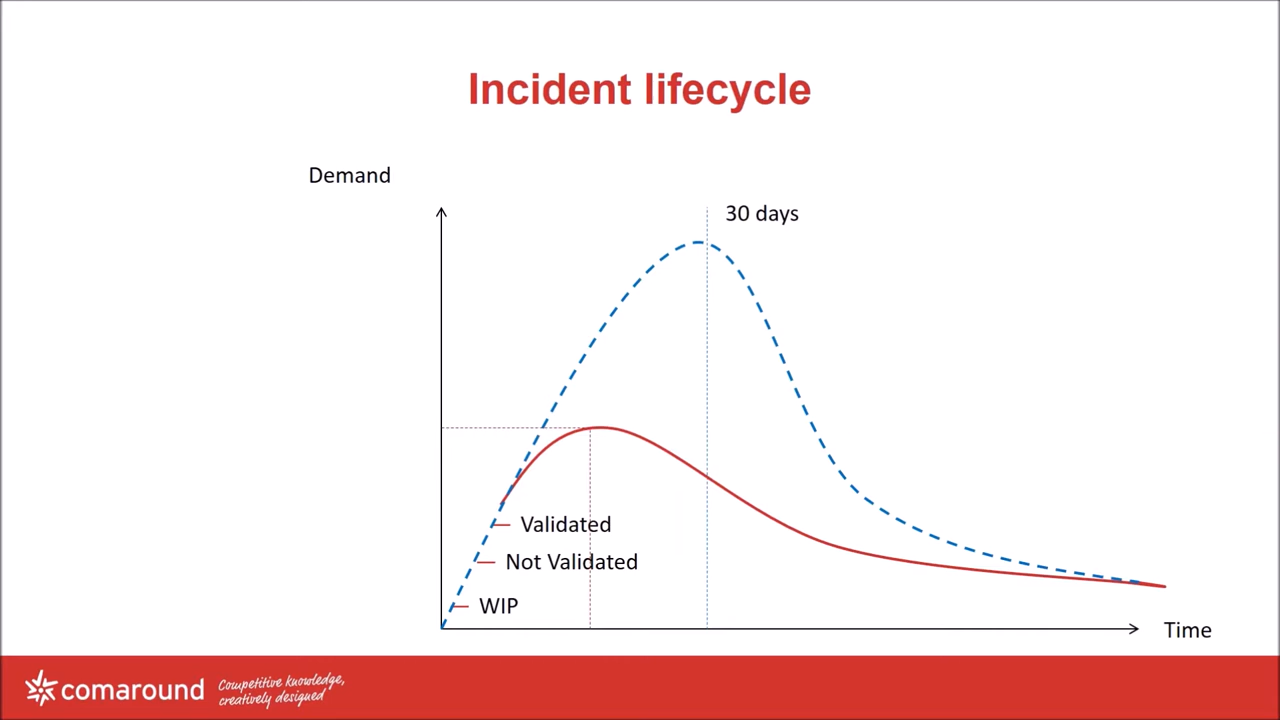 Incident lifecycle
Demand
30 days
Validated
Not Validated
WIP
Time
comaround
Competitive knowledge,
creatively designed